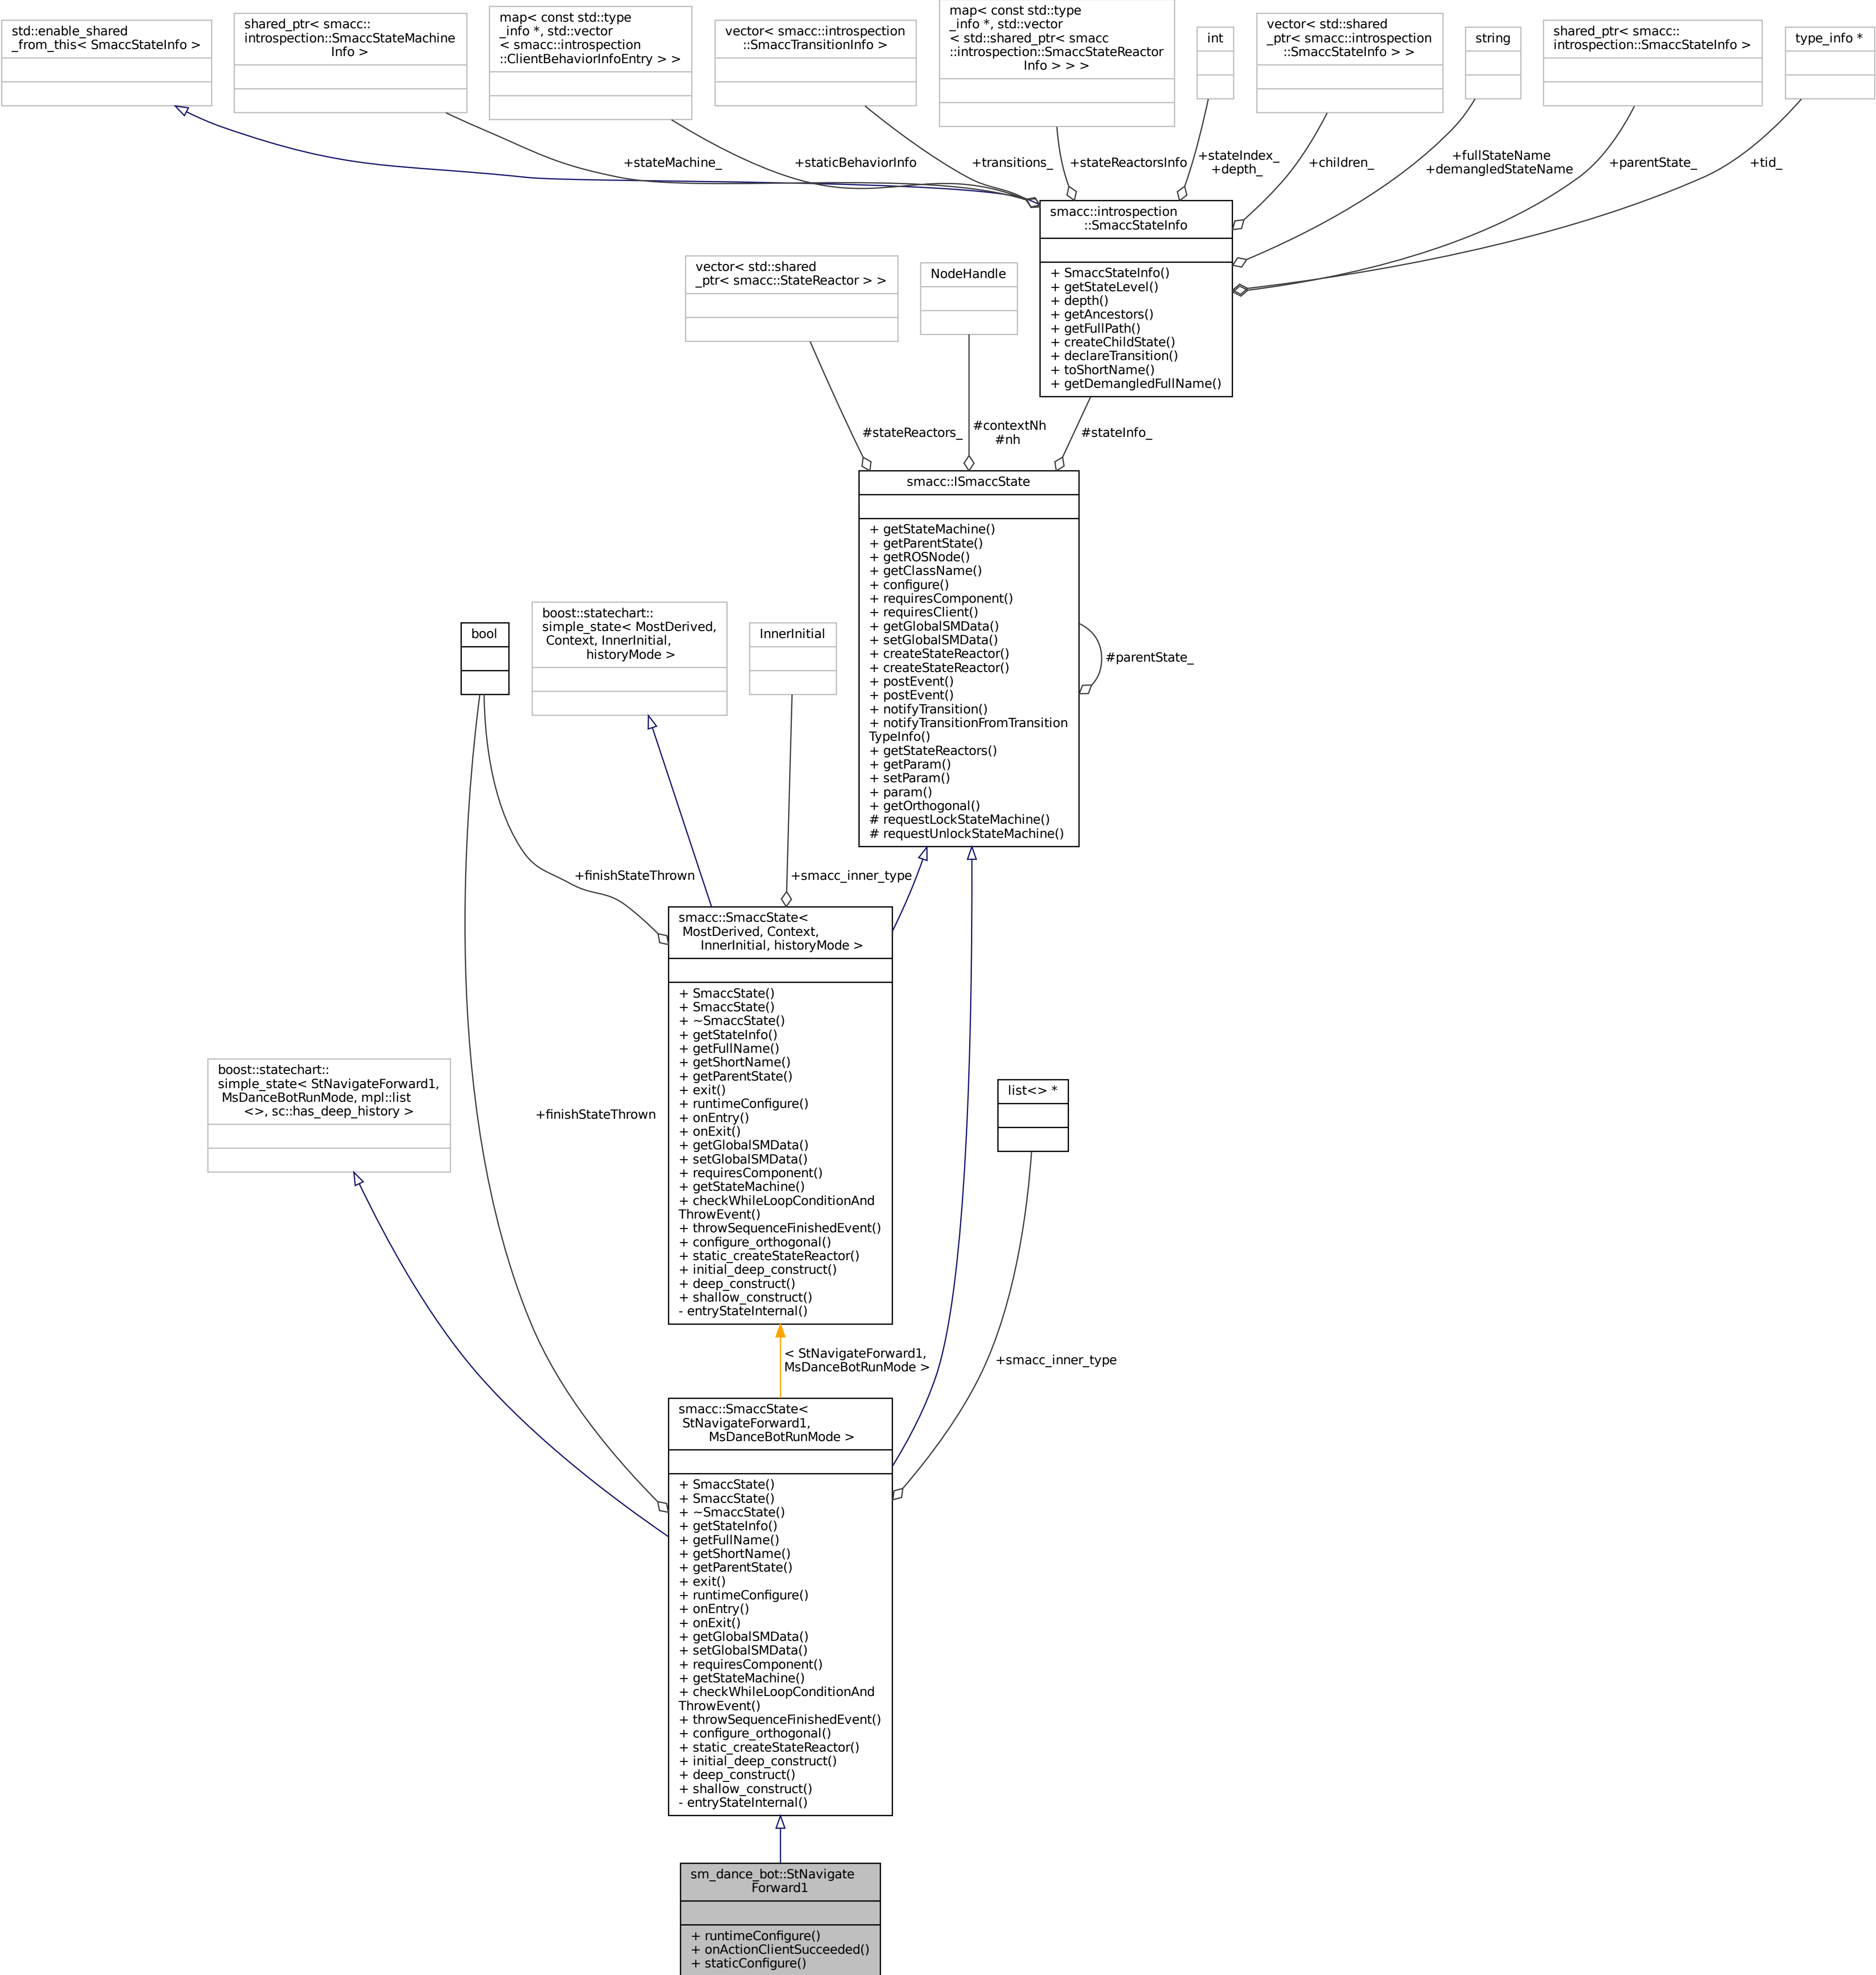 std::enable_shared
_from_this< SmaccStateInfo >
shared_ptr< smacc::
introspection::SmaccStateMachine
Info >
map< const std::type
_info *, std::vector
< smacc::introspection
::ClientBehaviorInfoEntry > >
vector< smacc::introspection
::SmaccTransitionInfo >
map< const std::type
_info *, std::vector
< std::shared_ptr< smacc
::introspection::SmaccStateReactor
Info > > >
int
vector< std::shared
_ptr< smacc::introspection
::SmaccStateInfo > >
string
shared_ptr< smacc::
introspection::SmaccStateInfo >
type_info *
+stateMachine_
+staticBehaviorInfo
+transitions_
+stateReactorsInfo
+stateIndex_
+depth_
+children_
+fullStateName
+demangledStateName
+parentState_
+tid_
smacc::introspection
::SmaccStateInfo
+ SmaccStateInfo()
+ getStateLevel()
+ depth()
+ getAncestors()
+ getFullPath()
+ createChildState()
+ declareTransition()
+ toShortName()
+ getDemangledFullName()
vector< std::shared
_ptr< smacc::StateReactor > >
NodeHandle
#stateReactors_
#contextNh
#nh
#stateInfo_
smacc::ISmaccState
+ getStateMachine()
+ getParentState()
+ getROSNode()
+ getClassName()
+ configure()
+ requiresComponent()
+ requiresClient()
+ getGlobalSMData()
+ setGlobalSMData()
+ createStateReactor()
+ createStateReactor()
+ postEvent()
+ postEvent()
+ notifyTransition()
+ notifyTransitionFromTransition
TypeInfo()
+ getStateReactors()
+ getParam()
+ setParam()
+ param()
+ getOrthogonal()
# requestLockStateMachine()
# requestUnlockStateMachine()
#parentState_
bool
boost::statechart::
simple_state< MostDerived,
Context, InnerInitial,
historyMode >
InnerInitial
+finishStateThrown
+smacc_inner_type
smacc::SmaccState<
MostDerived, Context,
InnerInitial, historyMode >
+ SmaccState()
+ SmaccState()
+ ~SmaccState()
+ getStateInfo()
+ getFullName()
+ getShortName()
+ getParentState()
+ exit()
+ runtimeConfigure()
+ onEntry()
+ onExit()
+ getGlobalSMData()
+ setGlobalSMData()
+ requiresComponent()
+ getStateMachine()
+ checkWhileLoopConditionAnd
ThrowEvent()
+ throwSequenceFinishedEvent()
+ configure_orthogonal()
+ static_createStateReactor()
+ initial_deep_construct()
+ deep_construct()
+ shallow_construct()
- entryStateInternal()
boost::statechart::
simple_state< StNavigateForward1,
MsDanceBotRunMode, mpl::list
<>, sc::has_deep_history >
+finishStateThrown
list<> *
< StNavigateForward1,
MsDanceBotRunMode >
+smacc_inner_type
smacc::SmaccState<
StNavigateForward1,
MsDanceBotRunMode >
+ SmaccState()
+ SmaccState()
+ ~SmaccState()
+ getStateInfo()
+ getFullName()
+ getShortName()
+ getParentState()
+ exit()
+ runtimeConfigure()
+ onEntry()
+ onExit()
+ getGlobalSMData()
+ setGlobalSMData()
+ requiresComponent()
+ getStateMachine()
+ checkWhileLoopConditionAnd
ThrowEvent()
+ throwSequenceFinishedEvent()
+ configure_orthogonal()
+ static_createStateReactor()
+ initial_deep_construct()
+ deep_construct()
+ shallow_construct()
- entryStateInternal()
sm_dance_bot::StNavigate
Forward1
+ runtimeConfigure()
+ onActionClientSucceeded()
+ staticConfigure()